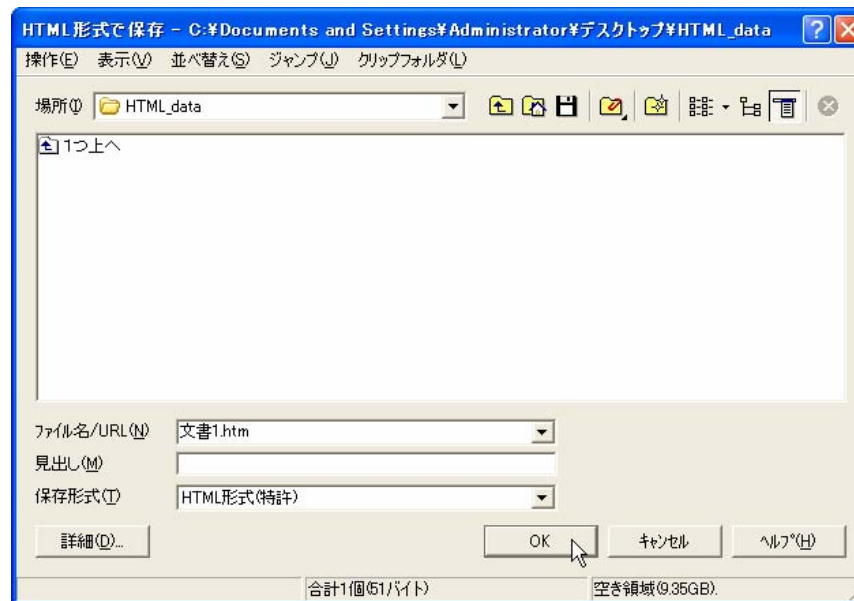 HTML形式で保存 - C:¥Documents and Settings¥Administrator¥デスクトップ¥HTML_data
操作(E) 表示(V) 並べ替え(S) ジャンプ(J) クリップフォルダ(L)
場所(I) HTML_data
1つ上へ
ファイル名/URL(N) 文書1.htm
見出し(M)
保存形式(T) HTML形式(特許)
詳細(D)... OK キャンセル ヘルプ(H)
合計1個(51バイト) 空き領域(9.35GB).